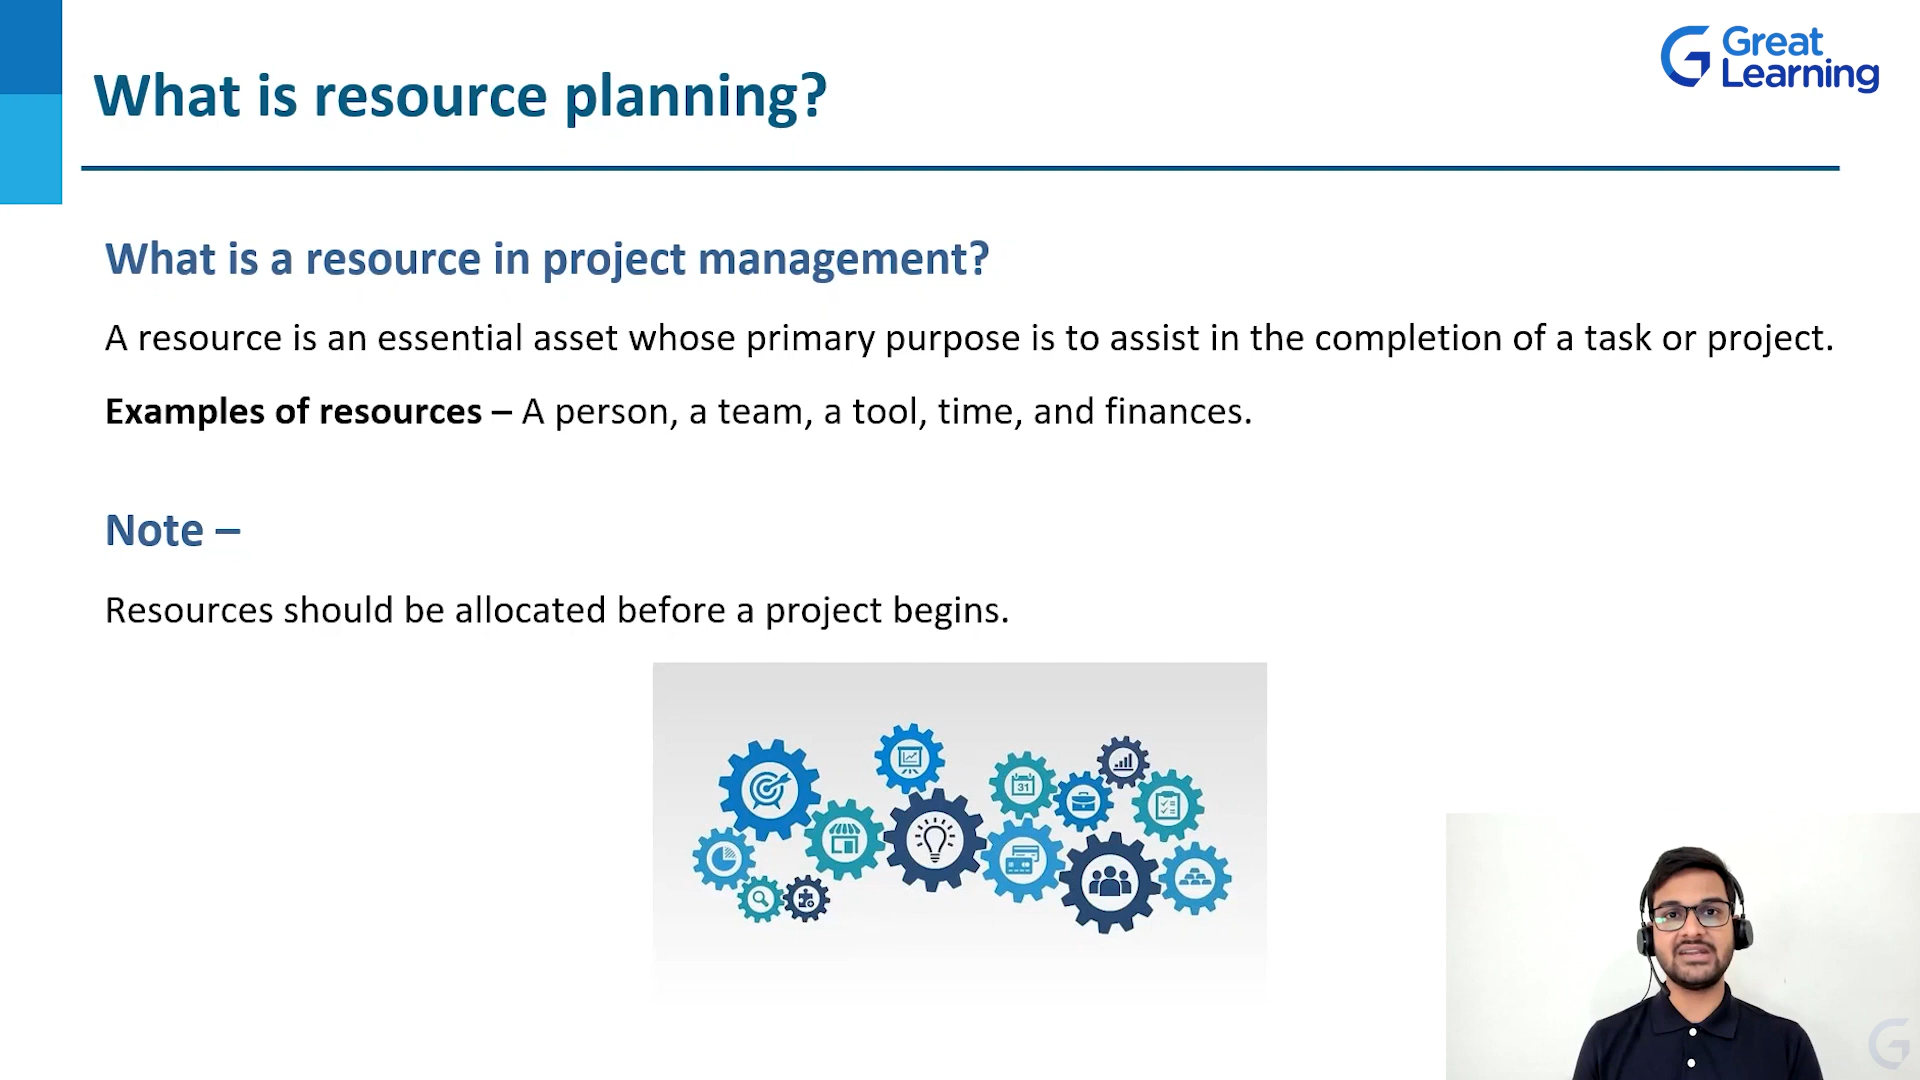 Great
Learning
What is resource planning?
What is a resource in project management?
A resource is an essential asset whose primary purpose is to assist in the completion of a task or project.
Examples of resources – A person, a team, a tool, time, and finances.
Note –
Resources should be allocated before a project begins.
31